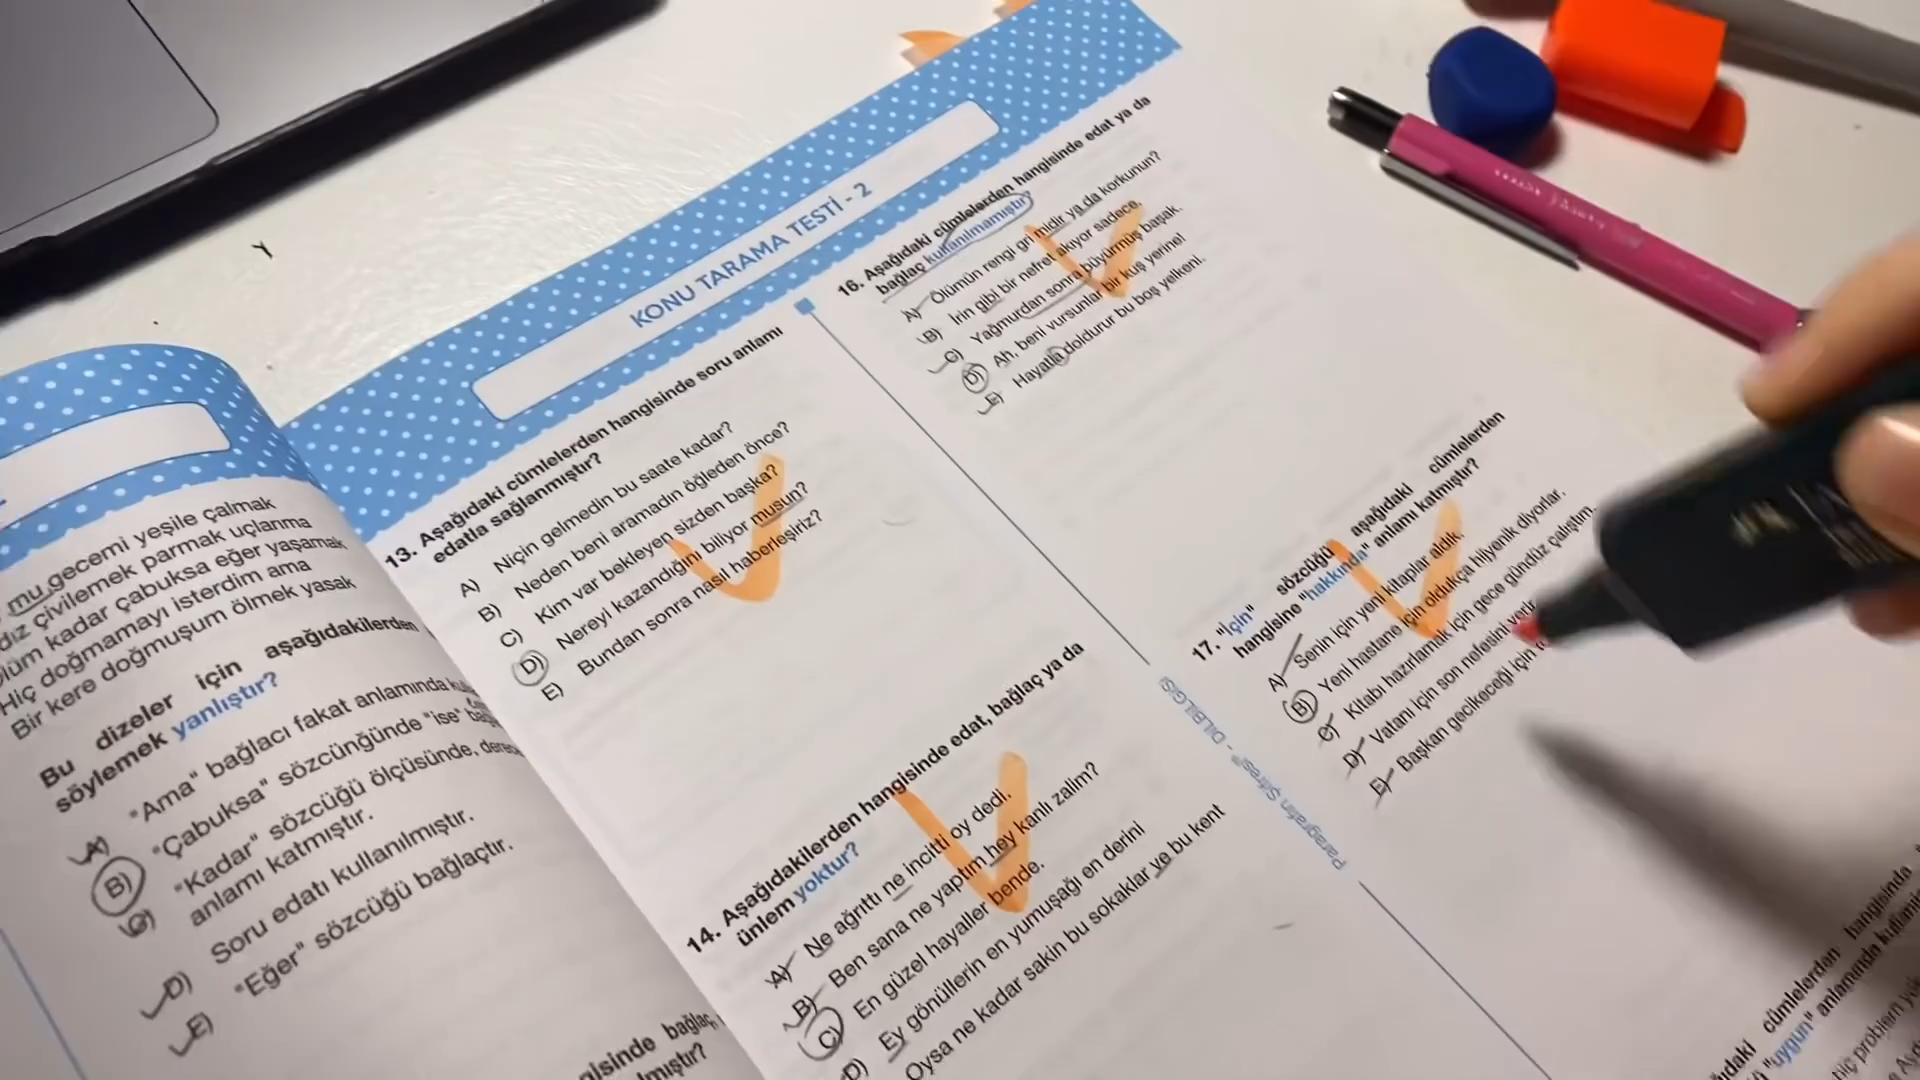 mu gecemi yeşile çalmak
çivilemek parmak uçlarıma
kadar çabuksa eğer yaşamak
Hiç doğmamayı isterdim ama
Bir kere doğmuşum ölmek yasak
Bu dizeler için aşağıdakilerden
söylemek yanlıştır?
A) "Ama" bağlacı fakat anlamında
B) "Çabuksa" sözcüğünde "ise"
C) "Kadar" sözcüğü ölçüsünde,
anlamı katmıştır.
D) Soru edatı kullanılmıştır.
E) "Eğer" sözcüğü bağlaçtır.
KONU TARAMA TESTİ - 2
13. Aşağıdaki cümlelerden hangisinde soru anlamı
edatla sağlanmıştır?
A) Niçin gelmedin bu saate kadar?
B) Neden beni aramadın öğleden önce?
C) Kim var bekleyen sizden başka?
D) Nereyi kazandığını biliyor musun?
E) Bundan sonra nasıl haberleşiriz?
14. Aşağıdakilerden hangisinde edat, bağlaç ya da
ünlem yoktur?
A) Ne ağrıttı ne incitti oy dedi.
B) Ben sana ne yaptım hey kanlı zalim?
C) En güzel hayaller bende.
D) Ey gönüllerin en yumuşağı en derini
Oysa ne kadar sakin bu sokaklar ve bu kent
16. Aşağıdaki cümlelerden hangisinde edat ya da
bağlaç kullanılmamıştır?
A) Ölümün rengi gri midir ya da korkunun?
B) İrin gibi bir nefret akıyor sadece.
C) Yağmurdan sonra büyürmüş başak.
D) Ah, beni vursunlar bir kuş yerine!
E) Hayatla doldurur bu boş yelkeni.
17. "İçin" sözcüğü aşağıdaki cümlelerden
hangisine "hakkında" anlamı katmıştır?
A) Senin için yeni kitaplar aldık.
B) Yeni hastane için oldukça hijyenik diyorlar.
C) Kitabı hazırlamak için gece gündüz çalıştım.
D) Vatanı için son nefesini verir
E) Başkan gecikeceği için
Paragrafın Şifresi® - DİLBİLGİSİ
cümlelerden hangisinde
"uygun" anlamında
hiç problem